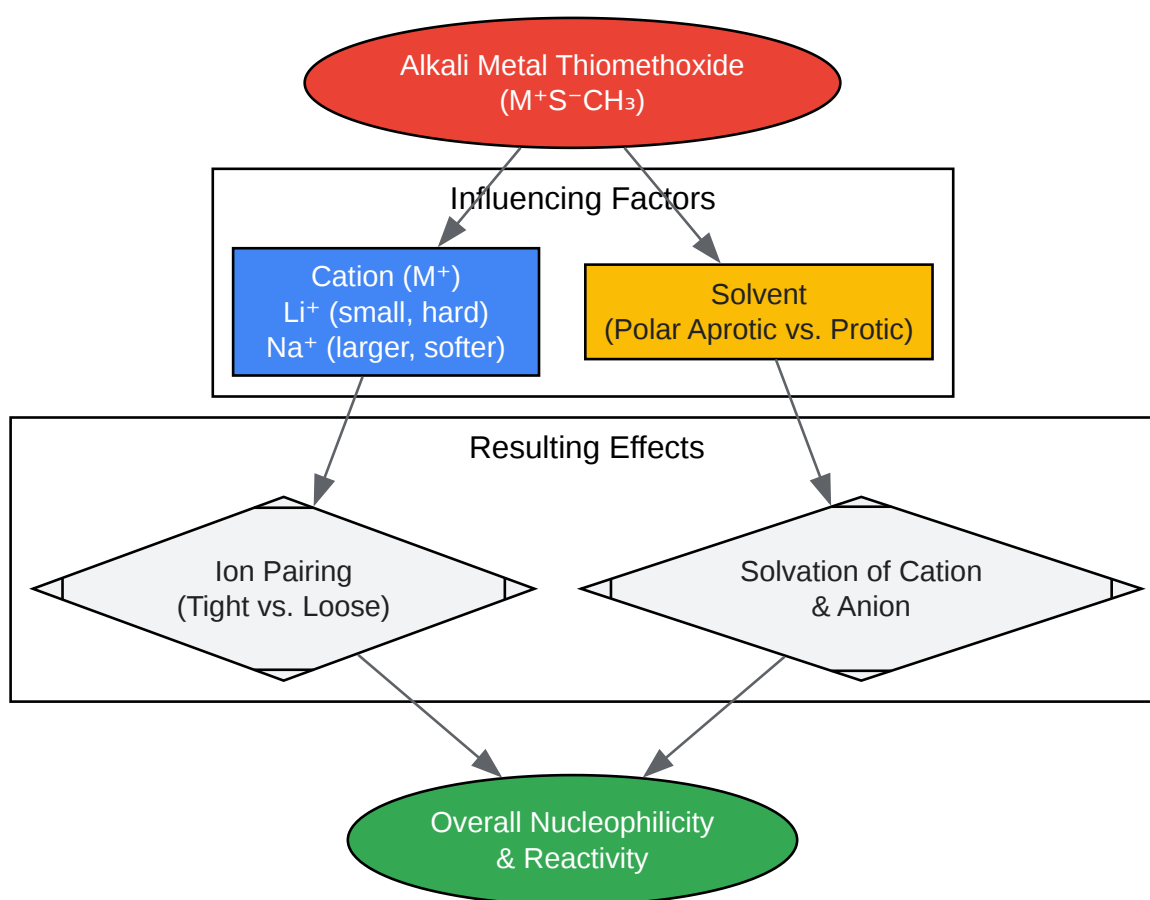 Alkali Metal Thiomethoxide
(M⁺S⁻CH₃)
Influencing Factors
Cation (M⁺)
Li⁺ (small, hard)
Na⁺ (larger, softer)
Solvent
(Polar Aprotic vs. Protic)
Resulting Effects
Ion Pairing
(Tight vs. Loose)
Solvation of Cation
& Anion
Overall Nucleophilicity
& Reactivity